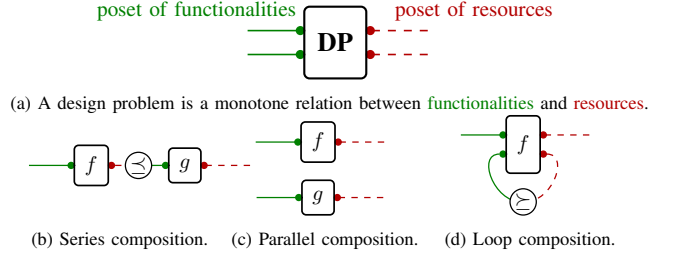 poset of functionalities poset of resources
DP
(a) A design problem is a monotone relation between functionalities and resources.
f ⪯ g
f
g
f
⪰
(b) Series composition. (c) Parallel composition. (d) Loop composition.